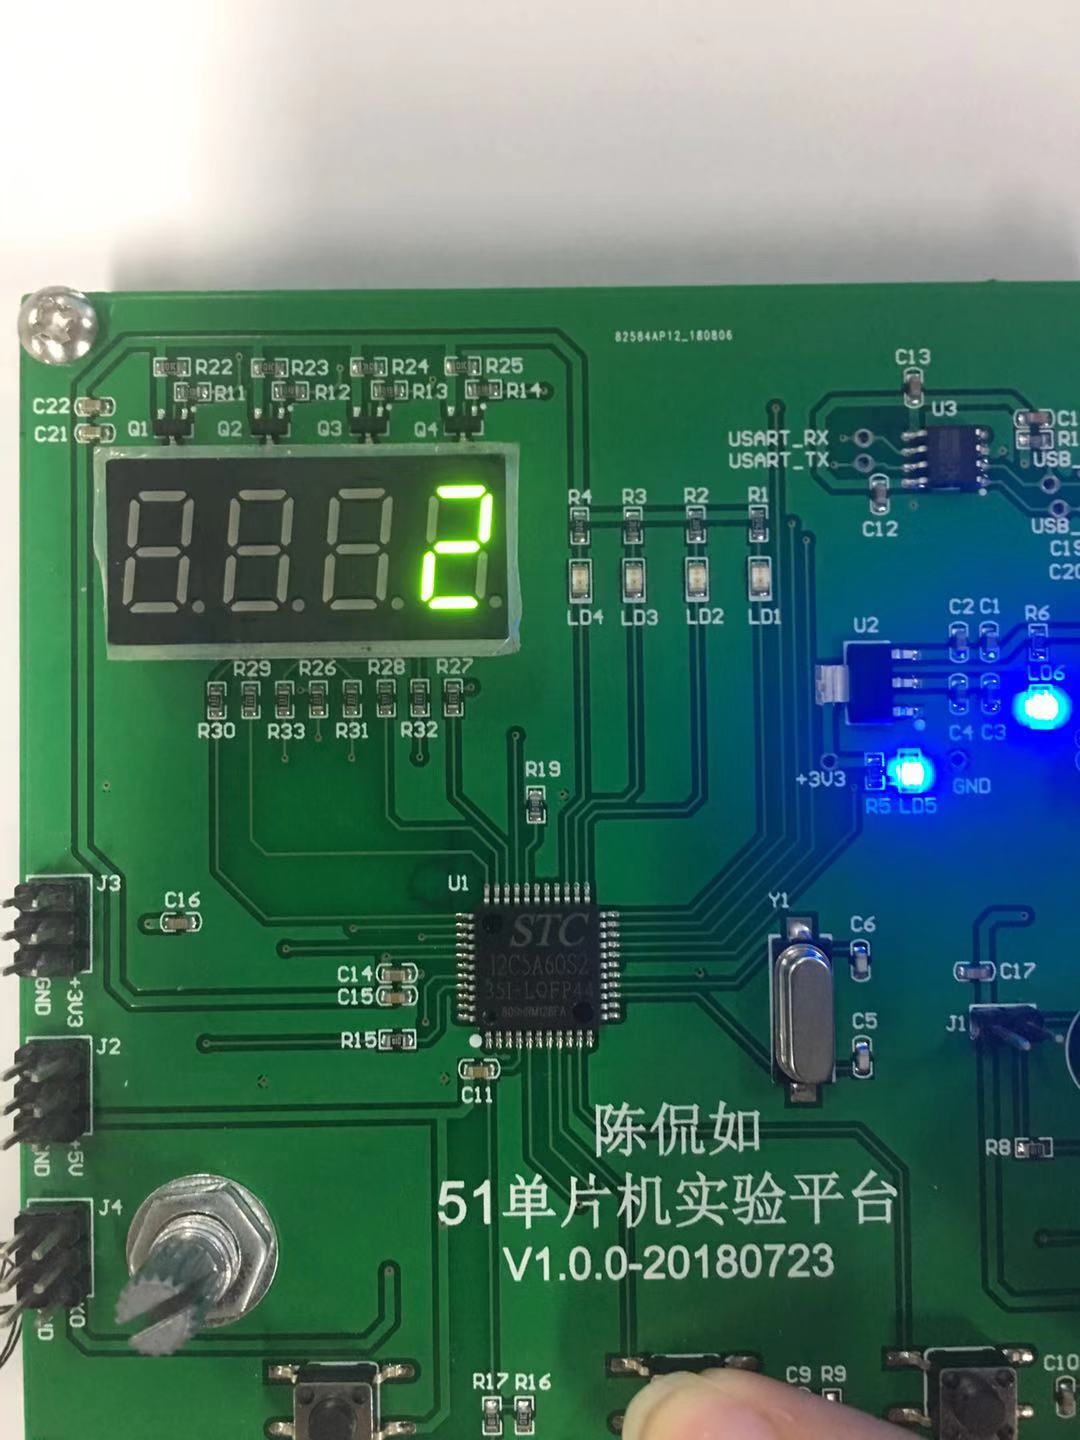 82584AP12_180806
R22
R23
R24
R25
R11
R12
R13
R14
C22
C21
Q1
Q2
Q3
Q4
2
C13
U3
USART_RX
USART_TX
C12
R4
R3
R2
R1
LD4
LD3
LD2
LD1
U2
C2
C1
R6
LD6
C4
C3
+3V3
R5
LD5
GND
R29
R26
R28
R27
R30
R33
R31
R32
R19
U1
STC
12C5A60S2
35I-LQFP44
J3
GND
+3V3
C16
C14
C15
R15
C11
Y1
C6
C5
C17
J1
R8
J2
+5V
J4
陈侃如
51单片机实验平台
V1.0.0-20180723
R17
R16
C9
R9
C10